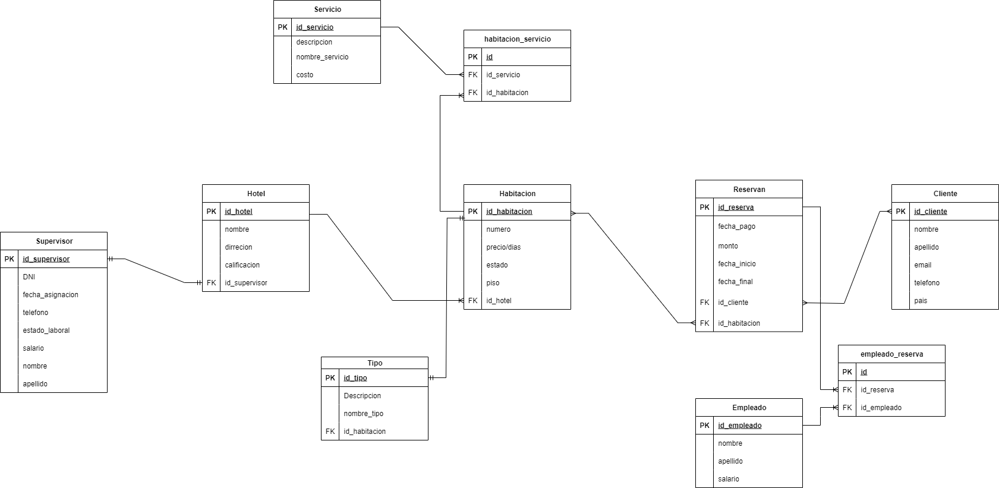 Servicio
PK id_servicio
descripcion
nombre_servicio
costo
habitacion_servicio
PK id
FK id_servicio
FK id_habitacion
Supervisor
PK id_supervisor
DNI
fecha_asignacion
telefono
estado_laboral
salario
nombre
apellido
Hotel
PK id_hotel
nombre
dirrecion
calificacion
FK id_supervisor
Habitacion
PK id_habitacion
numero
precio/dias
estado
piso
FK id_hotel
Reservan
PK id_reserva
fecha_pago
monto
fecha_inicio
fecha_final
FK id_cliente
FK id_habitacion
Cliente
PK id_cliente
nombre
apellido
email
telefono
pais
Tipo
PK id_tipo
Descripcion
nombre_tipo
FK id_habitacion
empleado_reserva
PK id
FK id_reserva
FK id_empleado
Empleado
PK id_empleado
nombre
apellido
salario